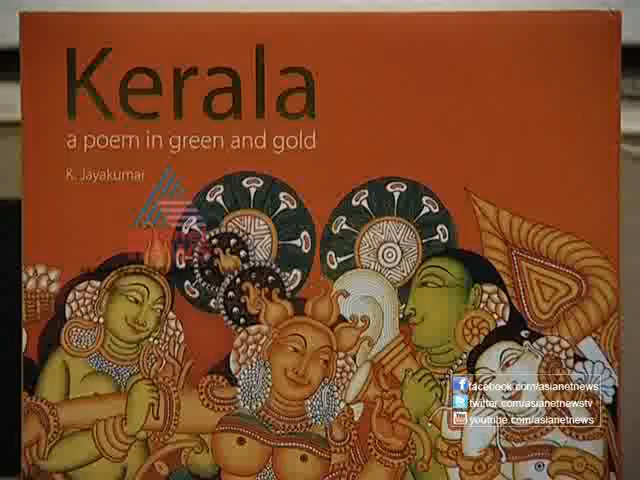 Kerala
a poem in green and gold
K. Jayakumar
facebook.com/asianetnews
twitter.com/asianetnewstv
youtube.com/asianetnews